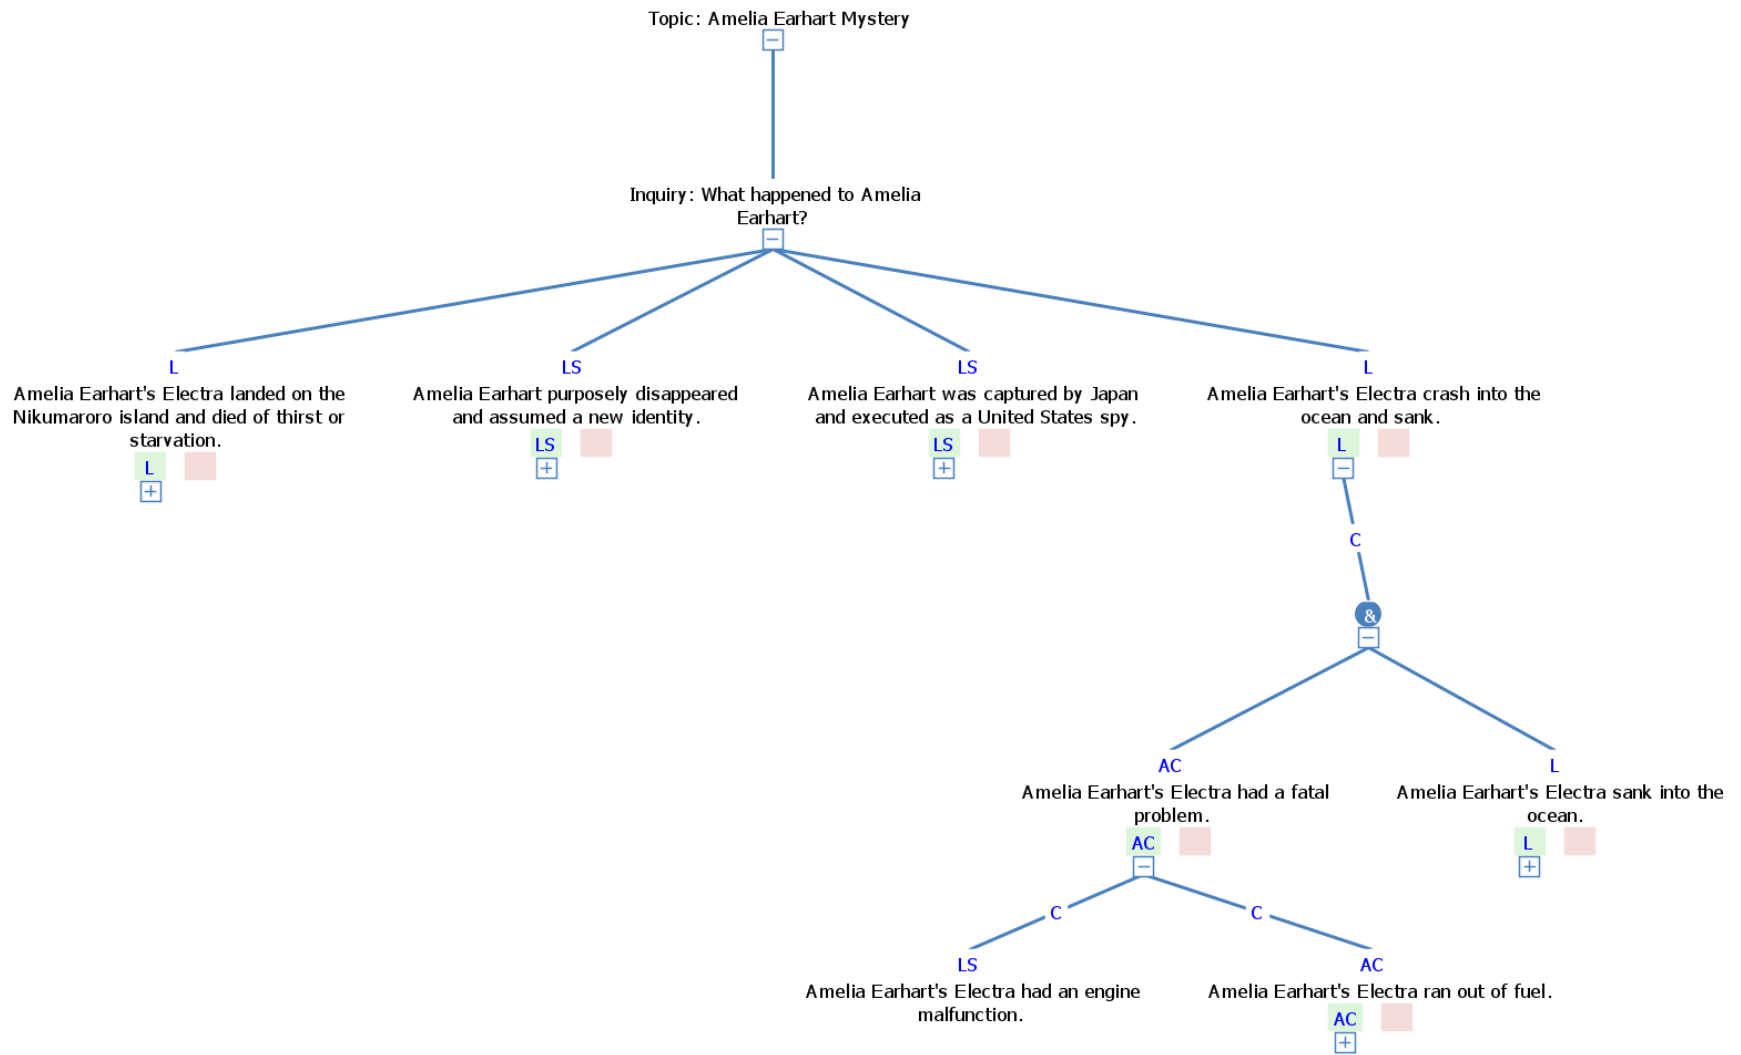 Topic: Amelia Earhart Mystery
Inquiry: What happened to Amelia
Earhart?
L
Amelia Earhart's Electra landed on the
Nikumaroro island and died of thirst or
starvation.
L
LS
Amelia Earhart purposely disappeared
and assumed a new identity.
LS
LS
Amelia Earhart was captured by Japan
and executed as a United States spy.
LS
L
Amelia Earhart's Electra crash into the
ocean and sank.
L
C
&
AC
Amelia Earhart's Electra had a fatal
problem.
AC
L
Amelia Earhart's Electra sank into the
ocean.
L
C
C
LS
Amelia Earhart's Electra had an engine
malfunction.
AC
Amelia Earhart's Electra ran out of fuel.
AC